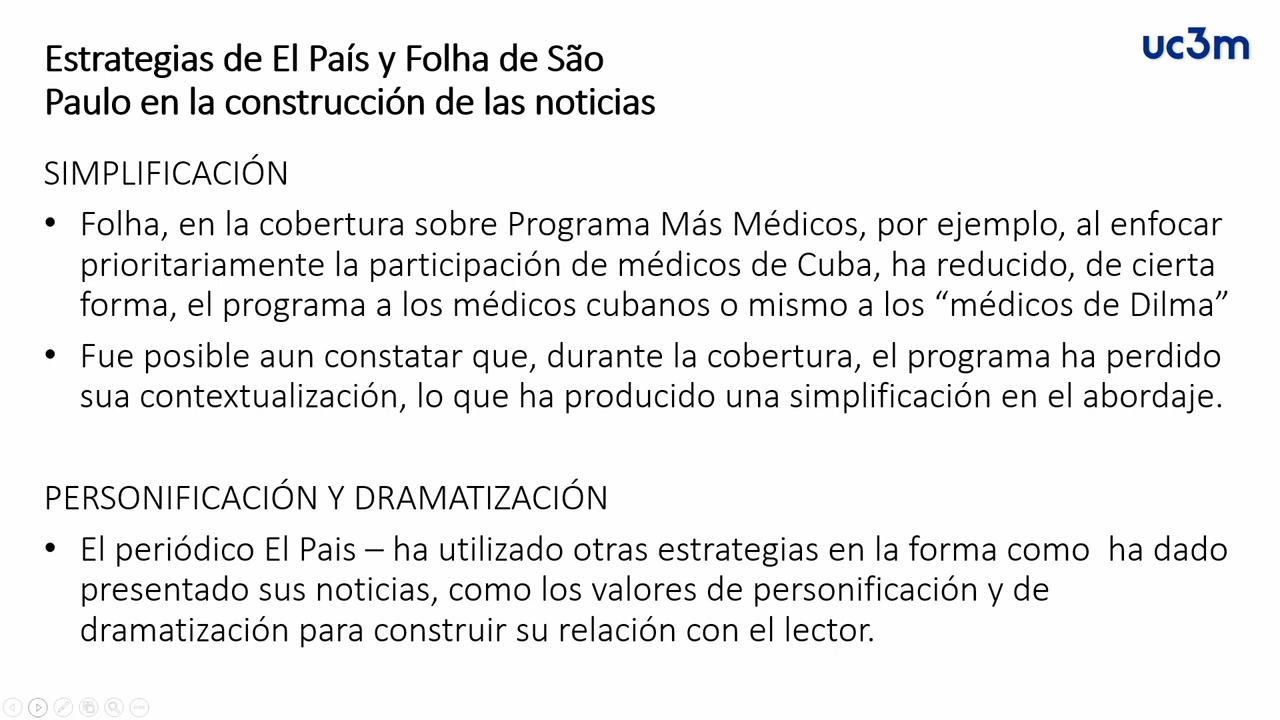 Estrategias de El País y Folha de São
Paulo en la construcción de las noticias
uc3m
SIMPLIFICACIÓN
• Folha, en la cobertura sobre Programa Más Médicos, por ejemplo, al enfocar
prioritariamente la participación de médicos de Cuba, ha reducido, de cierta
forma, el programa a los médicos cubanos o mismo a los “médicos de Dilma”
• Fue posible aun constatar que, durante la cobertura, el programa ha perdido
sua contextualización, lo que ha producido una simplificación en el abordaje.
PERSONIFICACIÓN Y DRAMATIZACIÓN
• El periódico El Pais – ha utilizado otras estrategias en la forma como  ha dado
presentado sus noticias, como los valores de personificación y de
dramatización para construir su relación con el lector.